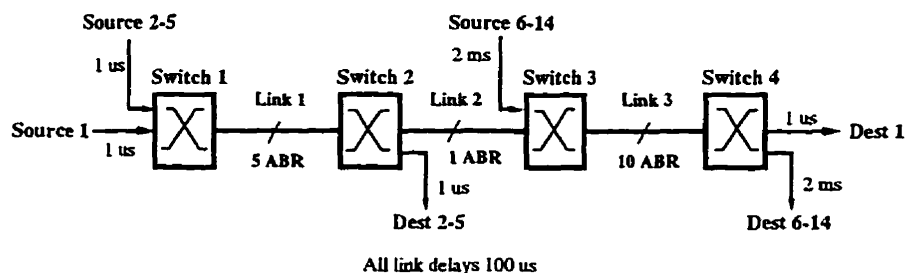 Source 2-5
Source 6-14
1 us
2 ms
Switch 1
Switch 2
Switch 3
Switch 4
Link 1
Link 2
Link 3
Source 1
1 us
5 ABR
1 ABR
10 ABR
1 us
Dest 1
1 us
2 ms
Dest 2-5
Dest 6-14
All link delays 100 us